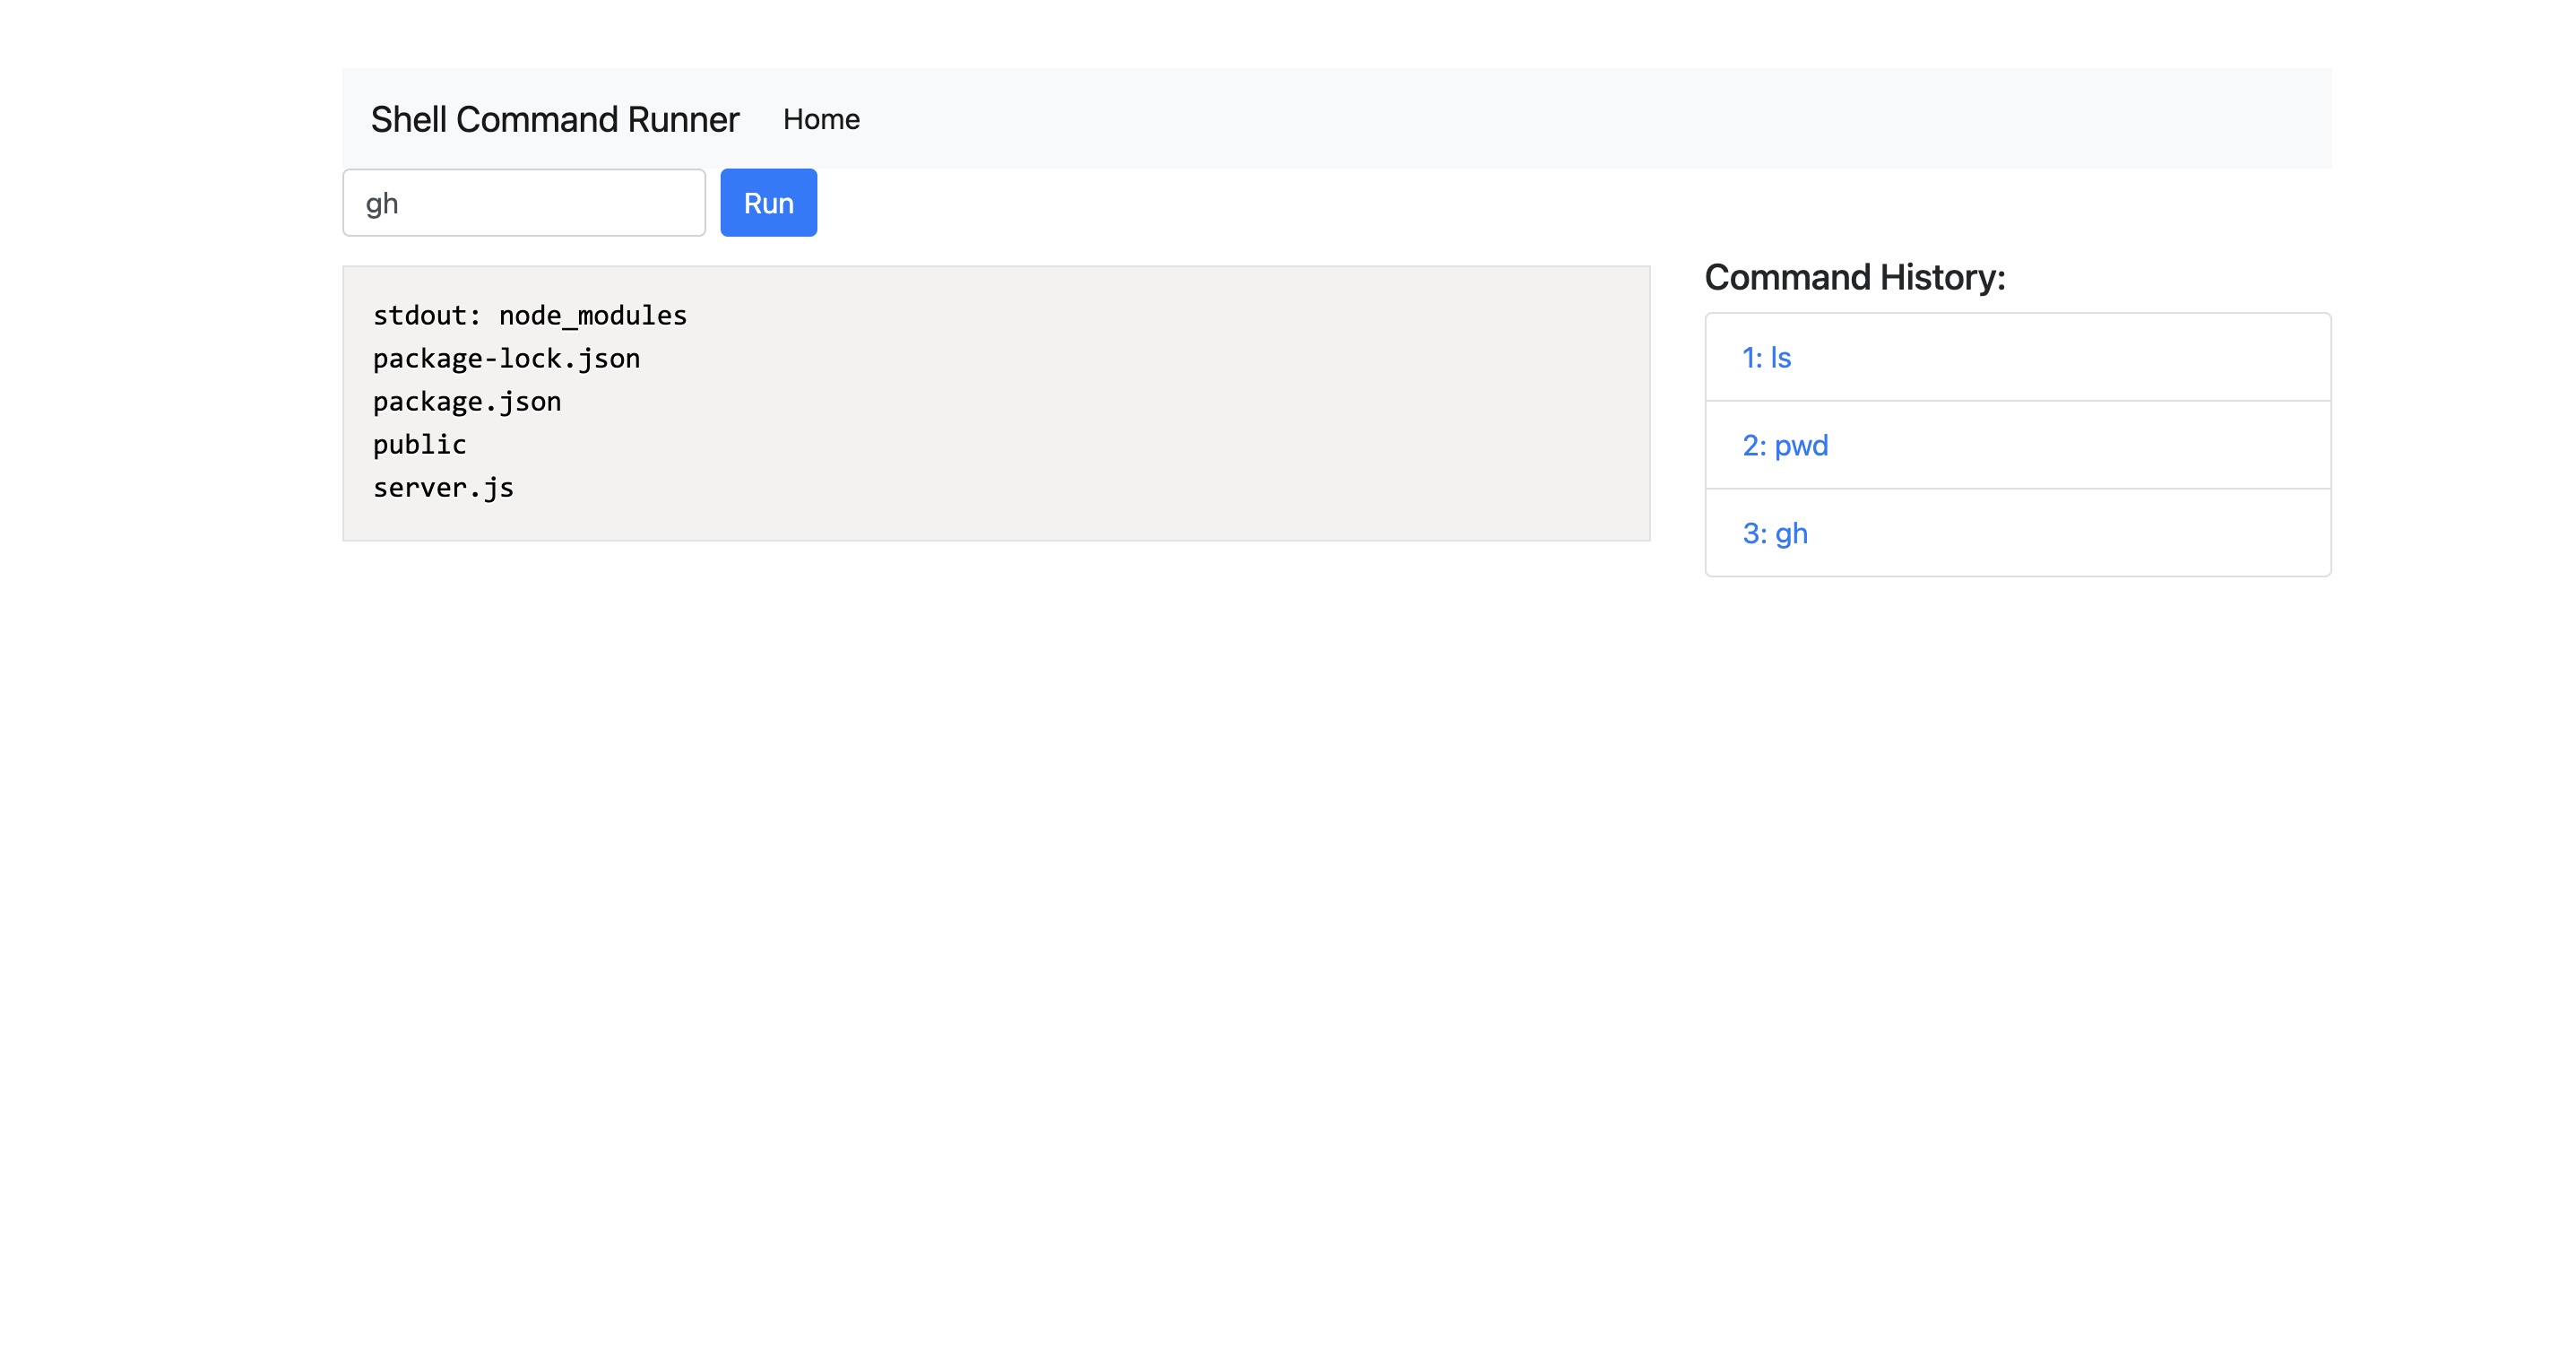 Shell Command Runner Home
gh Run
stdout: node_modules
package-lock.json
package.json
public
server.js
Command History:
1: ls
2: pwd
3: gh